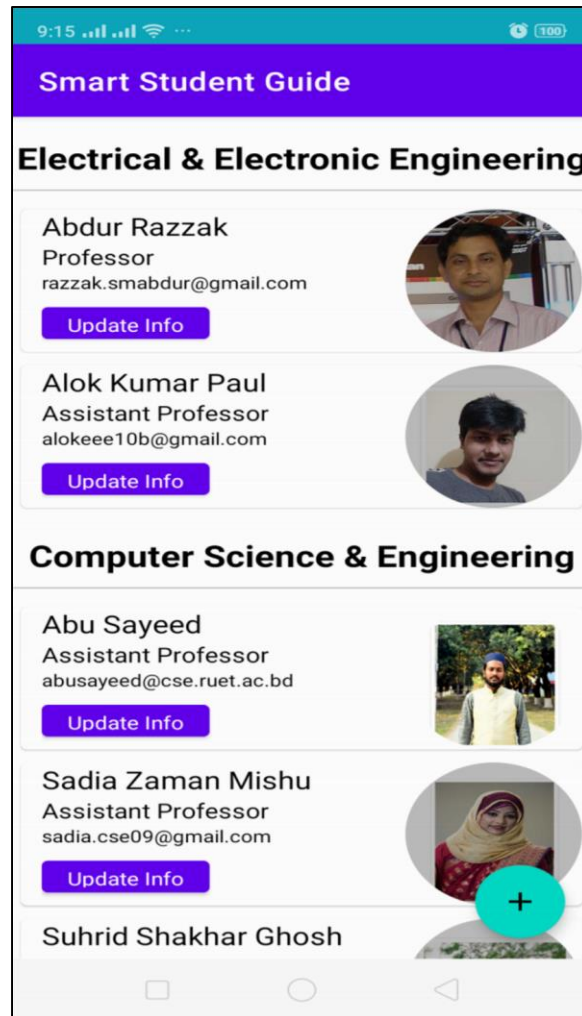 9:15
100
Smart Student Guide
Electrical & Electronic Engineering
Abdur Razzak
Professor
razzak.smabdur@gmail.com
Update Info
Alok Kumar Paul
Assistant Professor
alokeee10b@gmail.com
Update Info
Computer Science & Engineering
Abu Sayeed
Assistant Professor
abusayeed@cse.ruet.ac.bd
Update Info
Sadia Zaman Mishu
Assistant Professor
sadia.cse09@gmail.com
Update Info
+
Suhrid Shakhar Ghosh